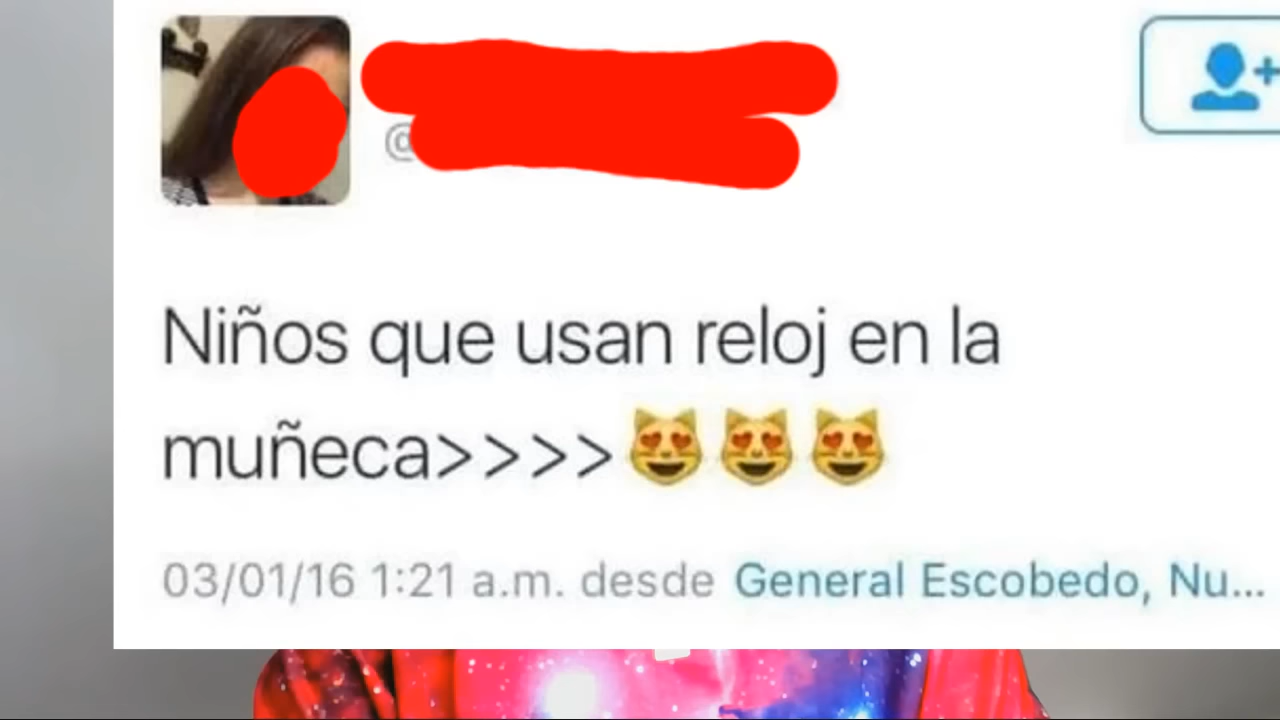 @
Niños que usan reloj en la
muñeca>>>>😻😻😻
03/01/16 1:21 a.m. desde General Escobedo, Nu...